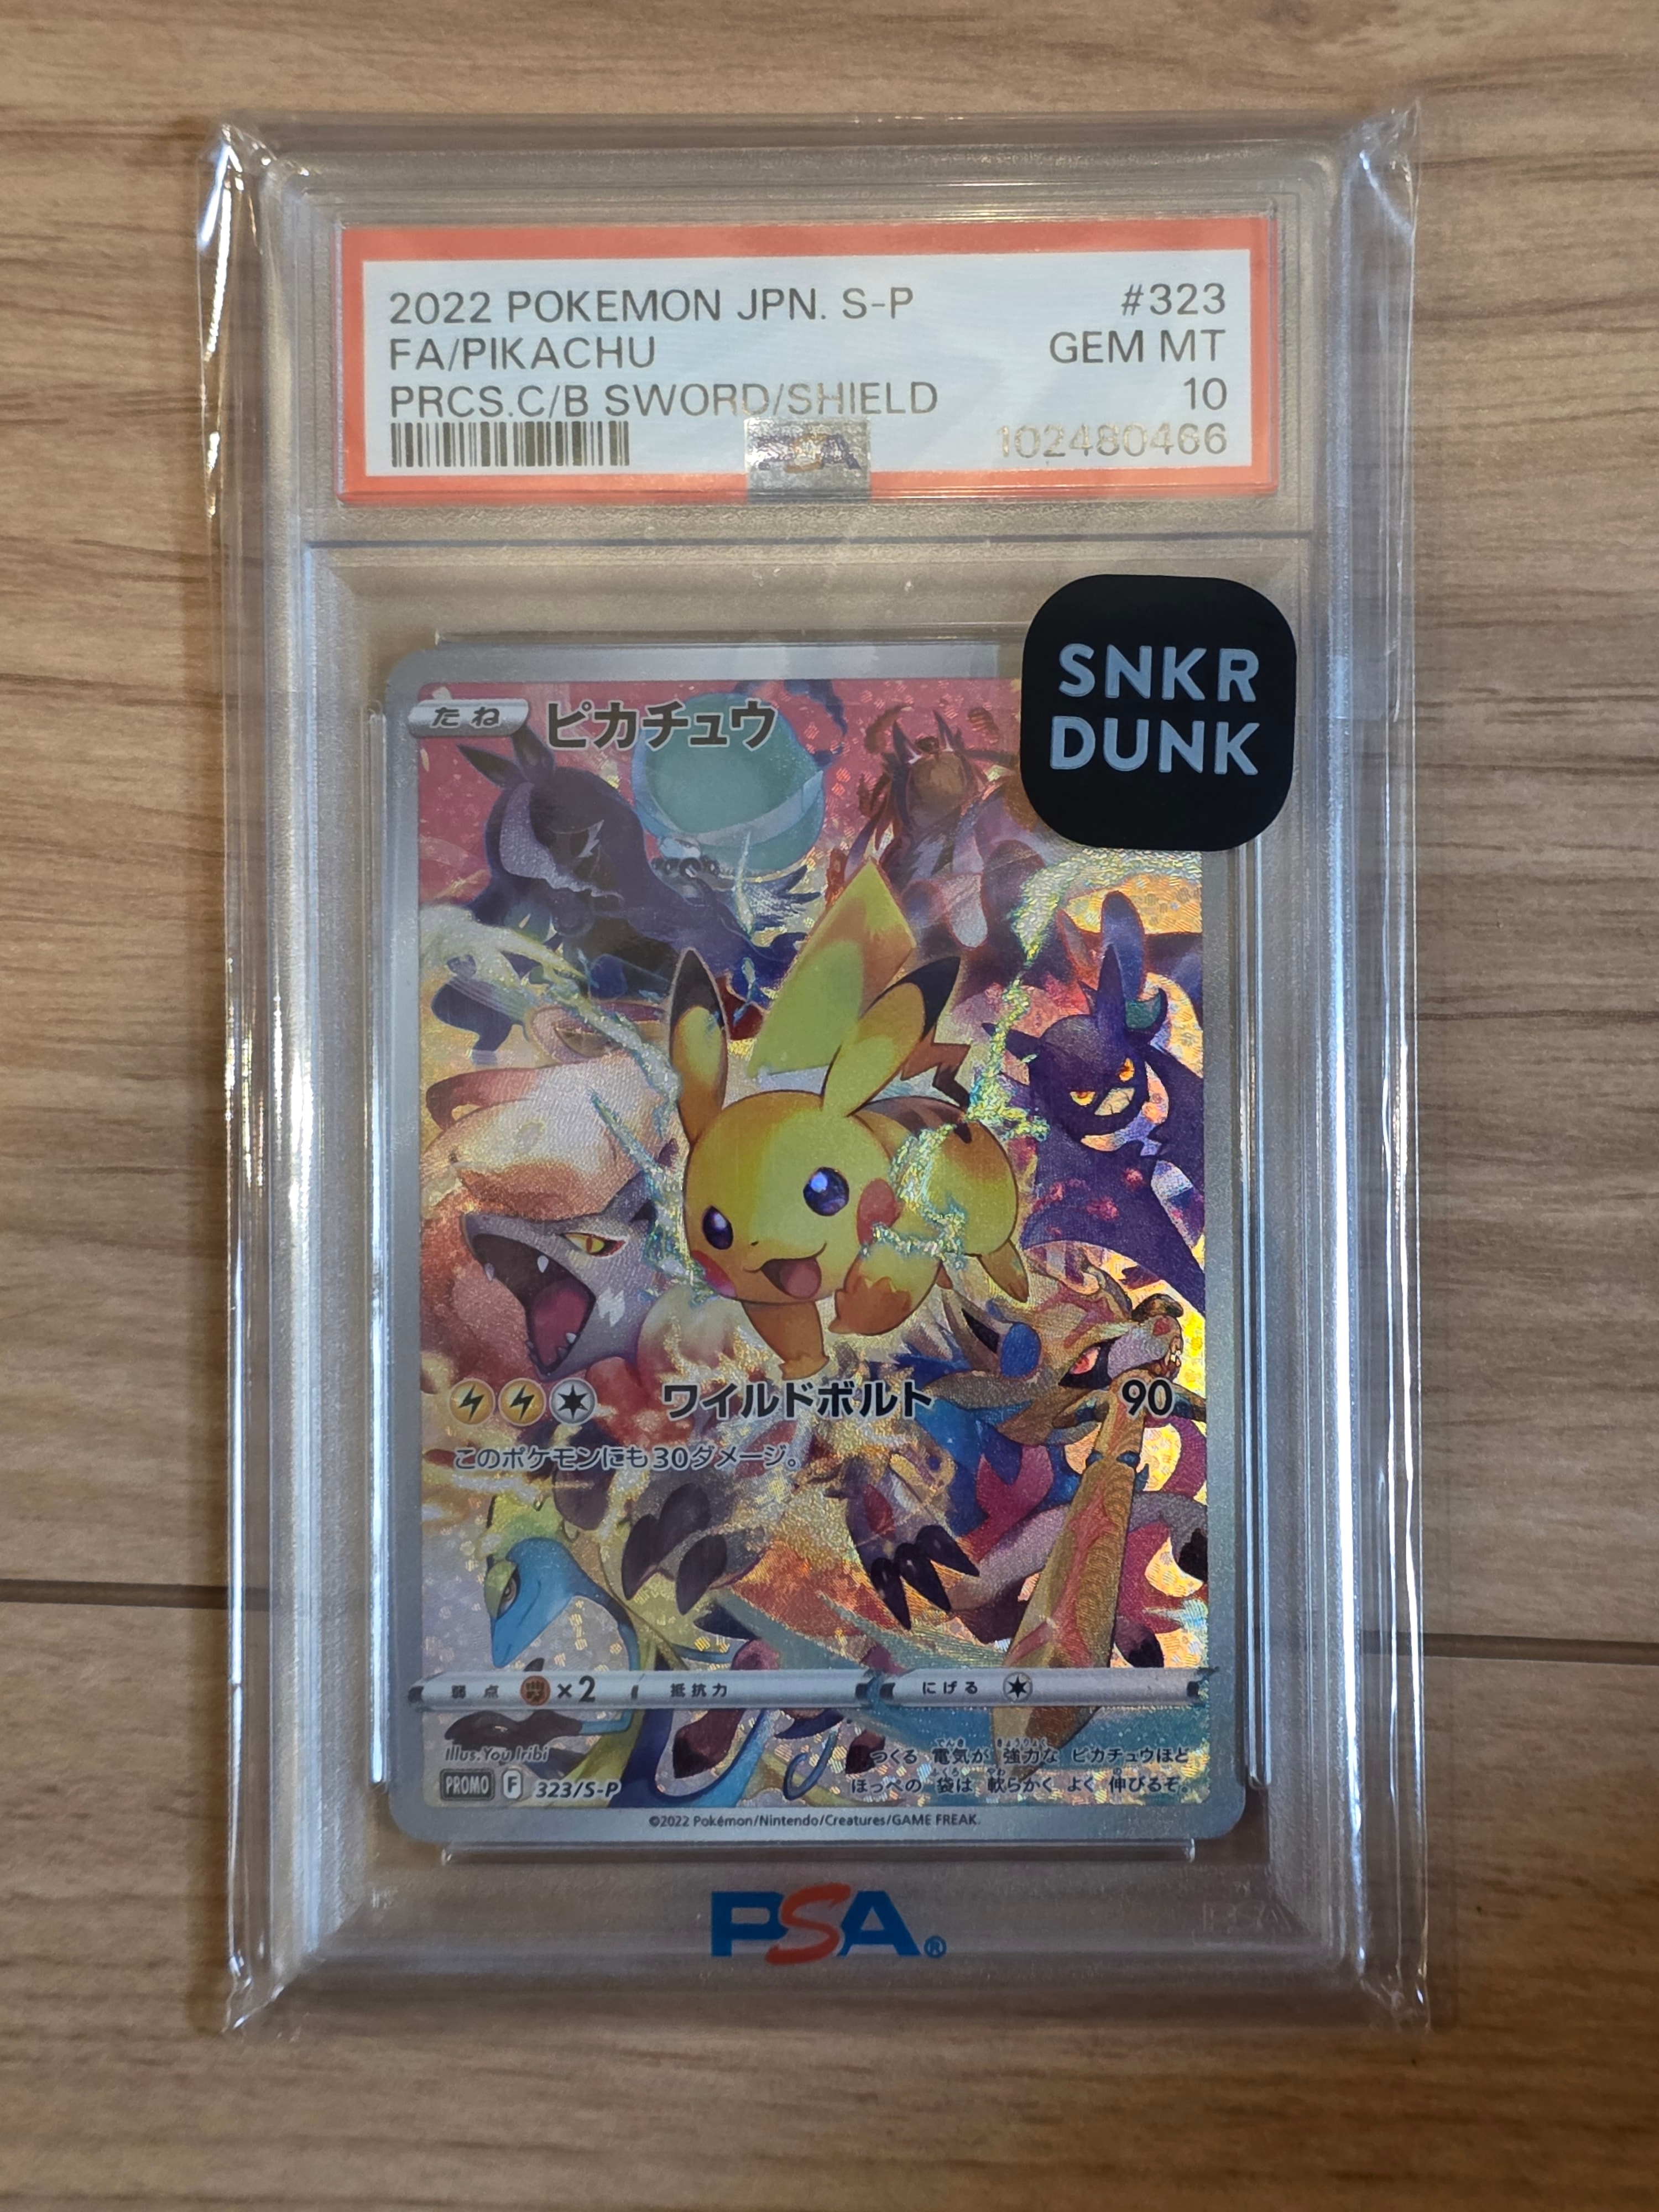 2022 POKEMON JPN. S-P #323
FA/PIKACHU GEM MT
PRCS.C/B SWORD/SHIELD 10
102480466
PSA
SNKR
DUNK
たね ピカチュウ
ワイルドボルト 90
このポケモンにも30ダメージ。
弱点 ×2 抵抗力 にげる
Illus. You Iribi
つくる 電気が 強力な ピカチュウほど
PROMO F 323/S-P
ほっぺの 袋は 軟らかく よく 伸びるぞ。
©2022 Pokémon/Nintendo/Creatures/GAME FREAK.
PSA®
PSA